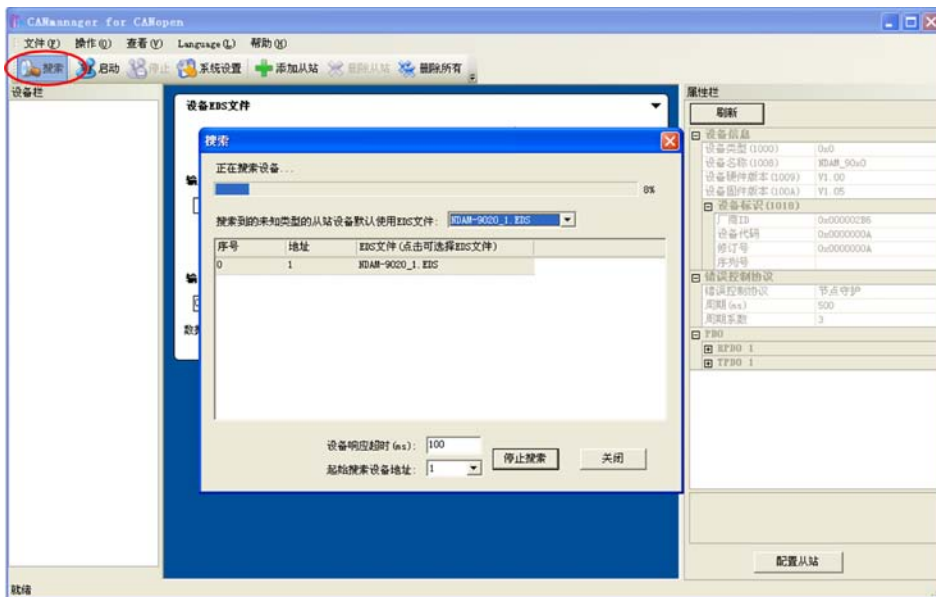 CANmanager for CANopen
文件(F) 操作(O) 查看(V) Language(L) 帮助(H)
搜索 启动 停止 系统设置 添加从站 删除从站 删除所有
设备栏
设备EDS文件
输
输
数据
搜索
正在搜索设备...
8%
搜索到的未知类型的从站设备默认使用EDS文件: NDAM-9020_1.EDS
序号 地址 EDS文件(点击可选择EDS文件)
0 1 NDAM-9020_1.EDS
设备响应超时(ms): 100
起始搜索设备地址: 1
停止搜索 关闭
属性栏
刷新
设备信息
设备类型(1000) 0x0
设备名称(1008) NDAM_90x0
设备硬件版本(1009) V1.00
设备固件版本(100A) V1.05
设备标识(1018)
厂商ID 0x000002B6
设备代码 0x0000000A
修订号 0x0000000A
序列号
错误控制协议
错误控制协议 节点守护
周期(ms) 500
周期系数 3
PDO
RPDO 1
TPDO 1
配置从站
就绪